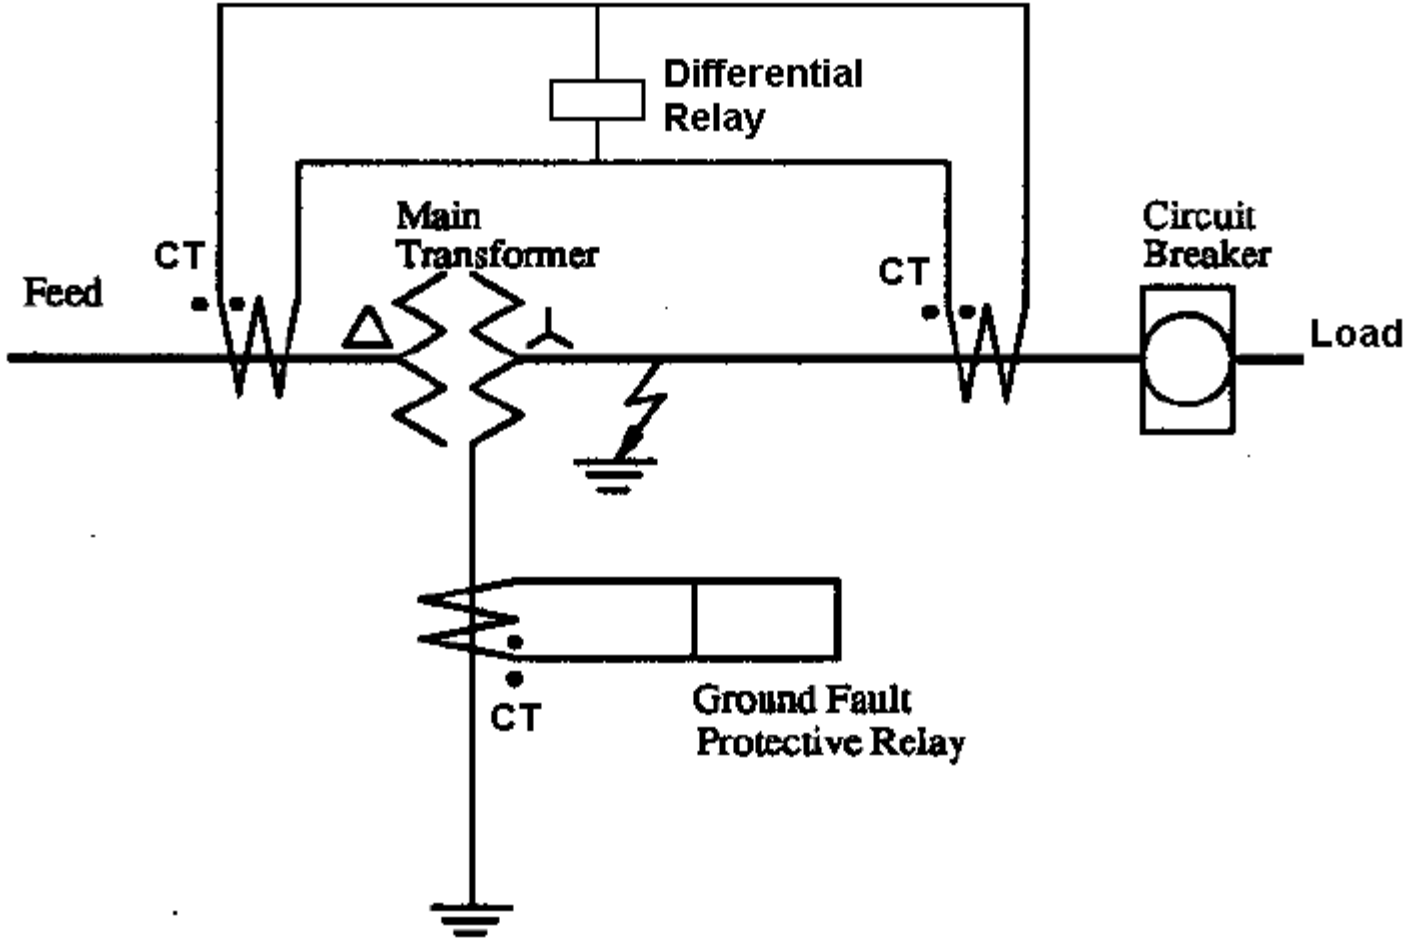 Differential
Relay
Main
Transformer
Circuit
Breaker
CT
CT
Feed
Load
CT
Ground Fault
Protective Relay